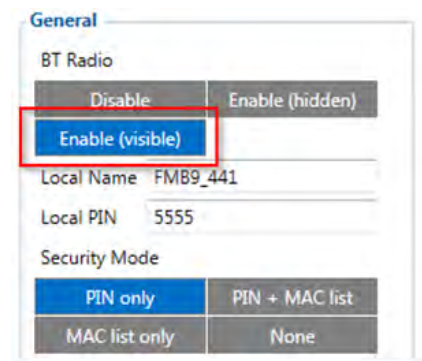 General
BT Radio
Disable Enable (hidden)
Enable (visible)
Local Name FMB9_441
Local PIN 5555
Security Mode
PIN only PIN + MAC list
MAC list only None